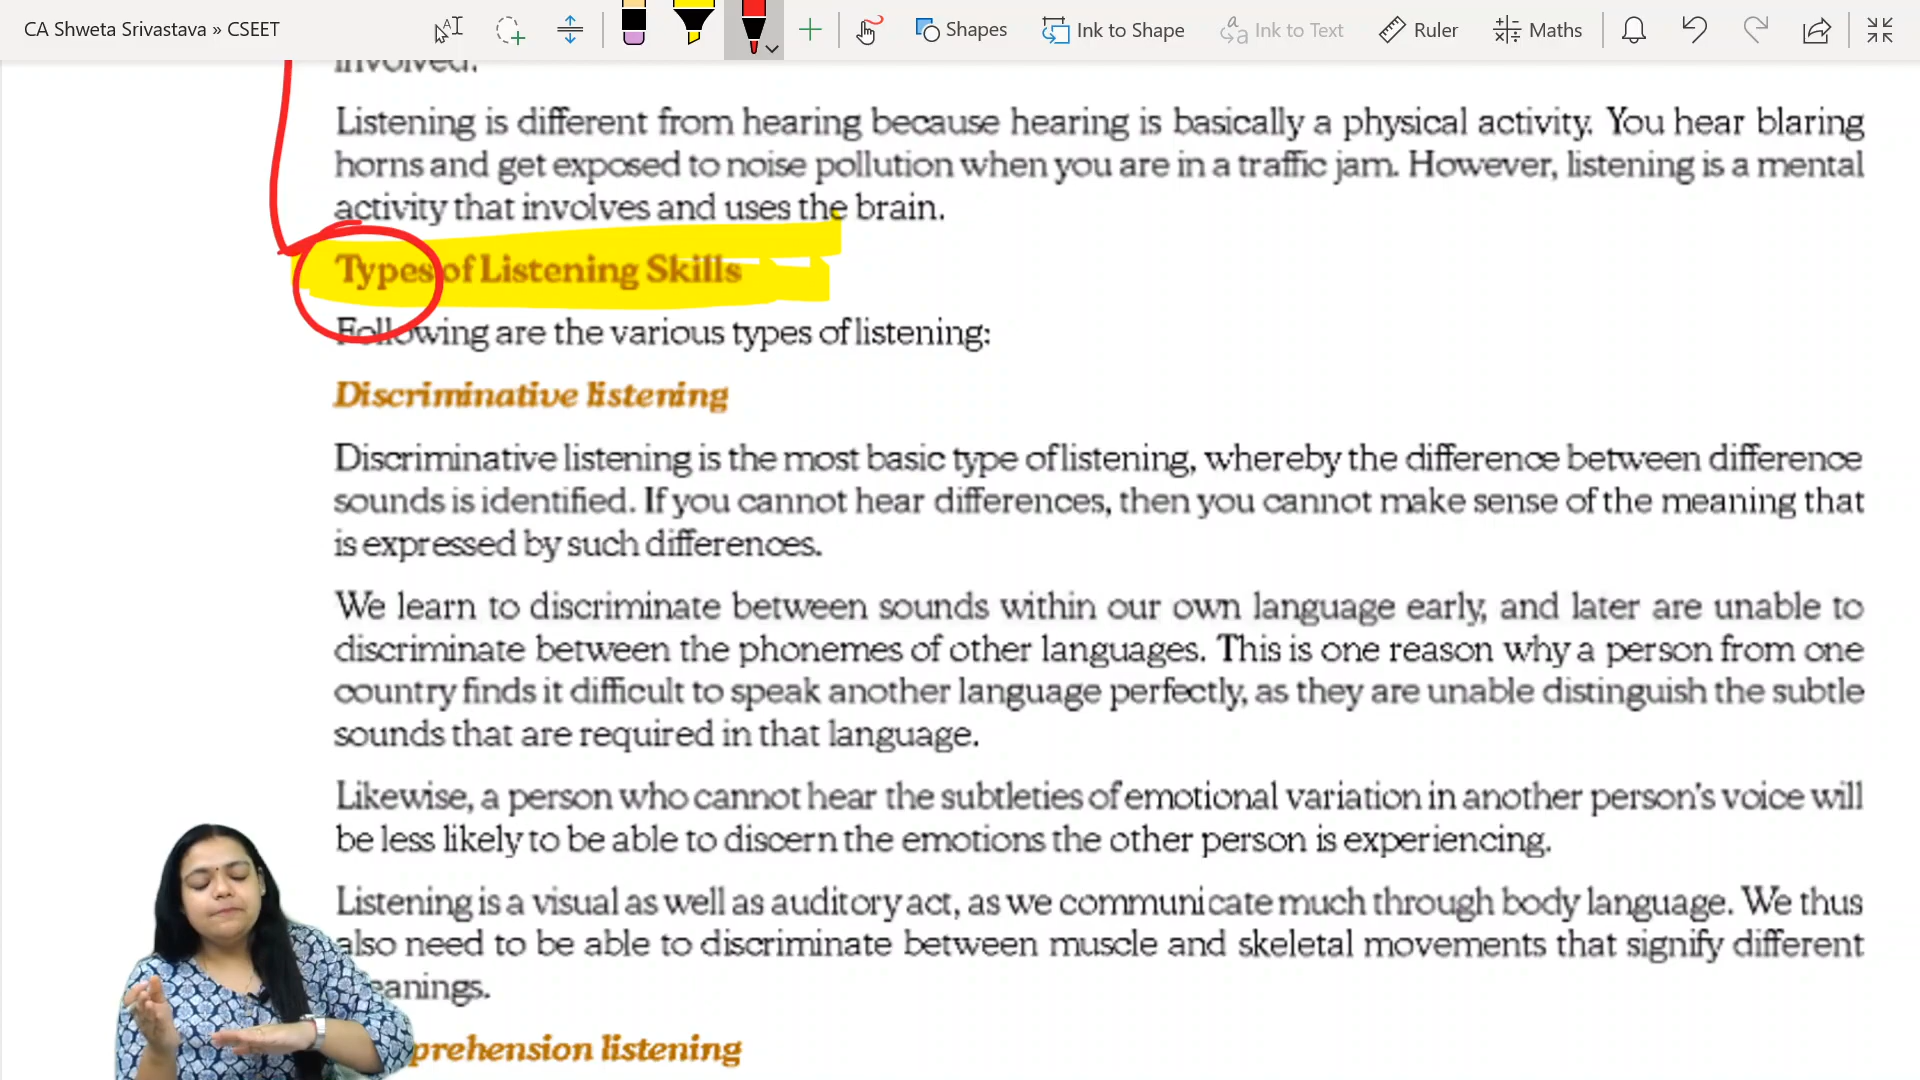 CA Shweta Srivastava » CSEET
Shapes
Ink to Shape
Ink to Text
Ruler
Maths
involved.
Listening is different from hearing because hearing is basically a physical activity. You hear blaring
horns and get exposed to noise pollution when you are in a traffic jam. However, listening is a mental
activity that involves and uses the brain.
Types of Listening Skills
Following are the various types of listening:
Discriminative listening
Discriminative listening is the most basic type of listening, whereby the difference between difference
sounds is identified. If you cannot hear differences, then you cannot make sense of the meaning that
is expressed by such differences.
We learn to discriminate between sounds within our own language early, and later are unable to
discriminate between the phonemes of other languages. This is one reason why a person from one
country finds it difficult to speak another language perfectly, as they are unable distinguish the subtle
sounds that are required in that language.
Likewise, a person who cannot hear the subtleties of emotional variation in another person's voice will
be less likely to be able to discern the emotions the other person is experiencing.
Listening is a visual as well as auditory act, as we communicate much through body language. We thus
also need to be able to discriminate between muscle and skeletal movements that signify different
eanings.
prehension listening